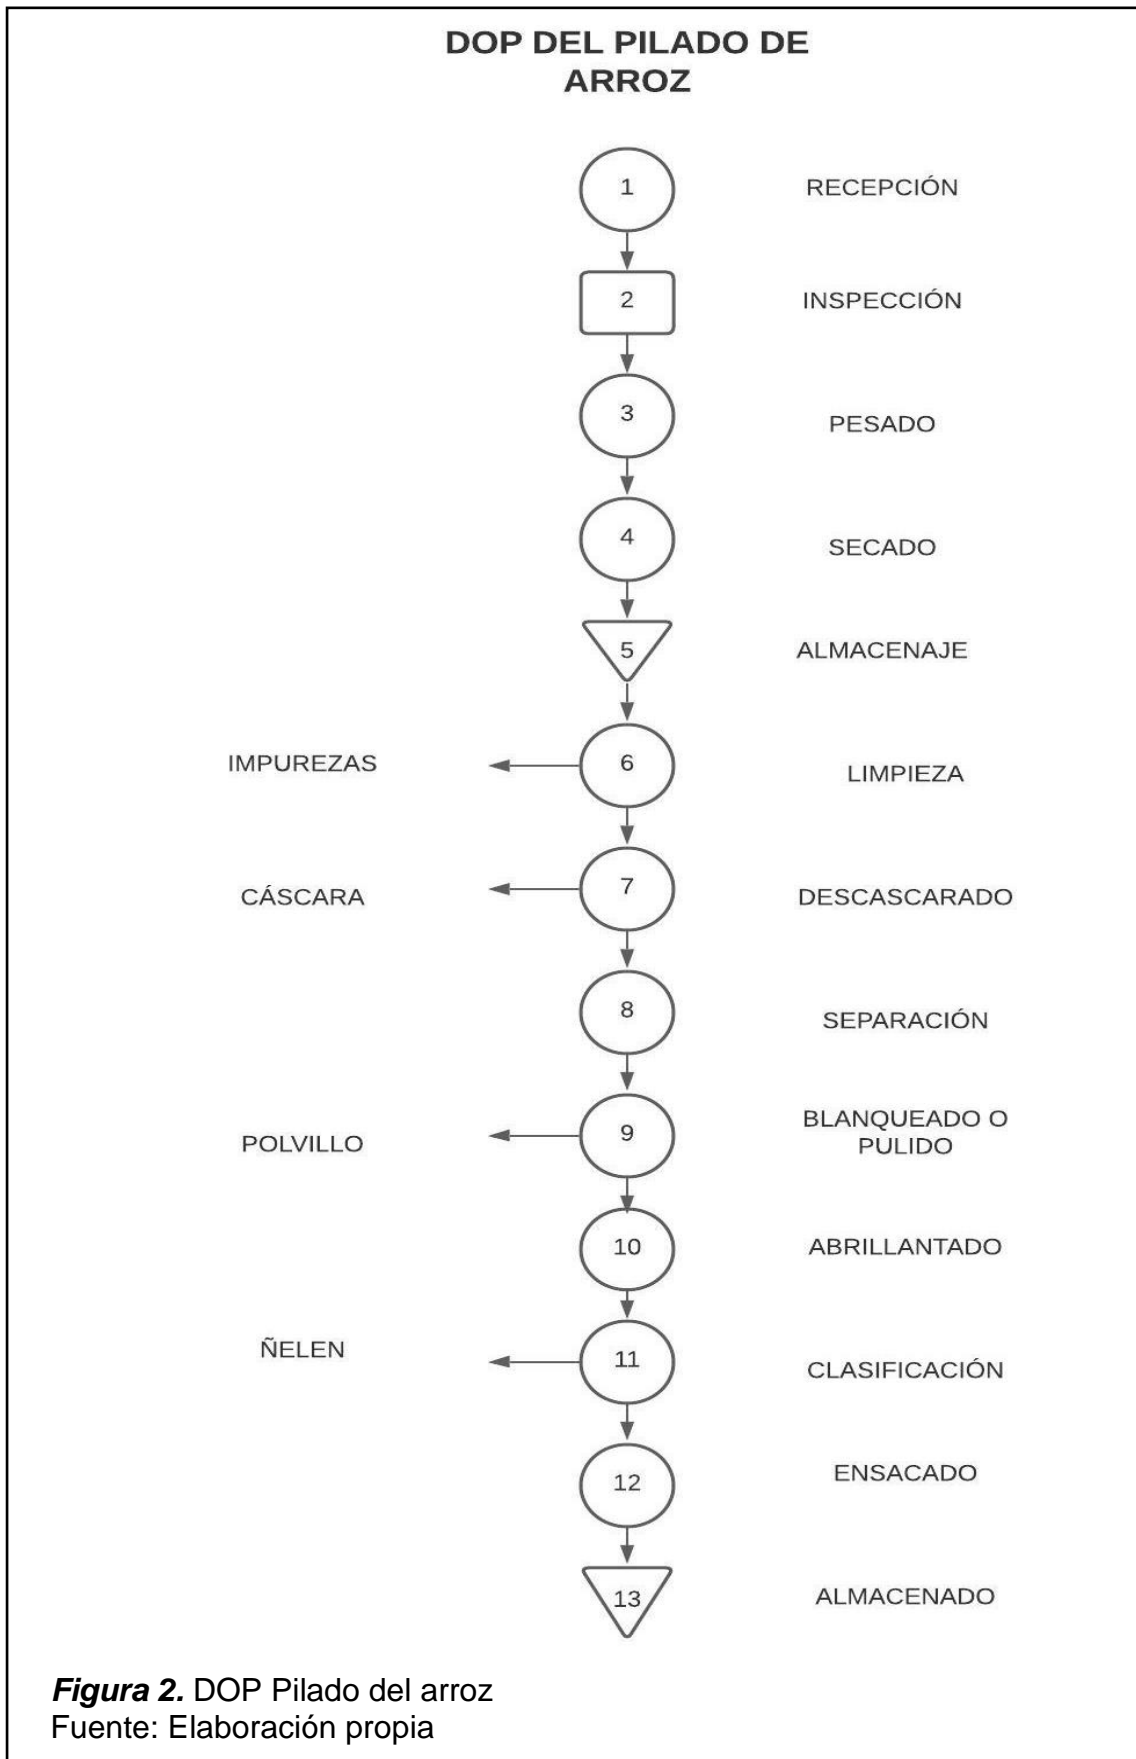 DOP DEL PILADO DE
ARROZ
1 RECEPCIÓN
2 INSPECCIÓN
3 PESADO
4 SECADO
5 ALMACENAJE
IMPUREZAS 6 LIMPIEZA
CÁSCARA 7 DESCASCARADO
8 SEPARACIÓN
POLVILLO 9 BLANQUEADO O
PULIDO
10 ABRILLANTADO
ÑELEN 11 CLASIFICACIÓN
12 ENSACADO
13 ALMACENADO
Figura 2. DOP Pilado del arroz
Fuente: Elaboración propia